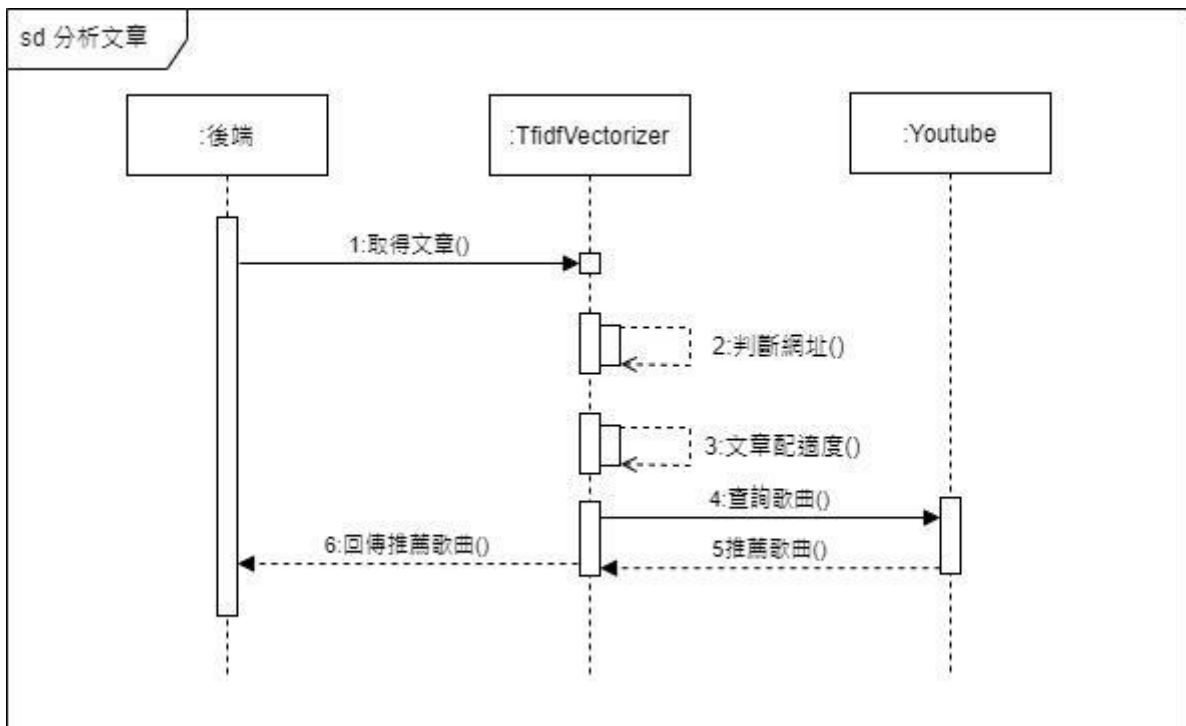 sd 分析文章
:後端
:TfidfVectorizer
:Youtube
1:取得文章()
2:判斷網址()
3:文章配適度()
4:查詢歌曲()
5推薦歌曲()
6:回傳推薦歌曲()